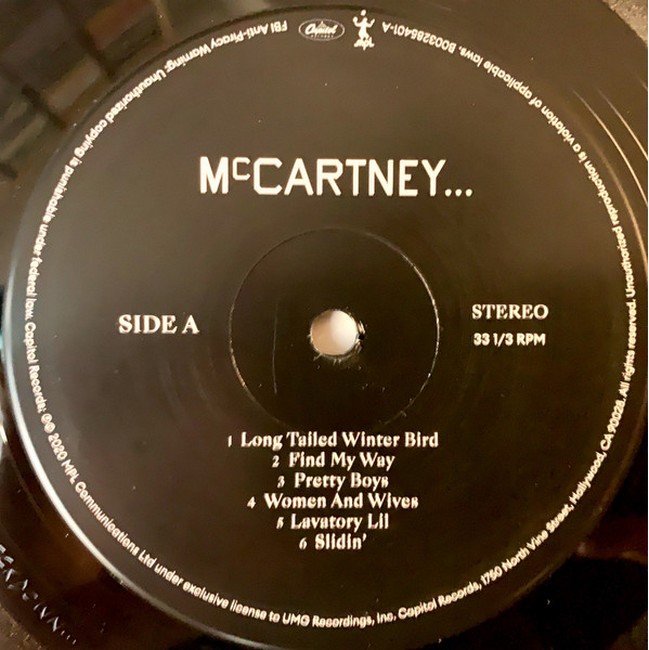 Capitol
RECORDS
McCARTNEY...
SIDE A
STEREO
33 1/3 RPM
1 Long Tailed Winter Bird
2 Find My Way
3 Pretty Boys
4 Women And Wives
5 Lavatory Lil
6 Slidin'
FBI Anti-Piracy Warning: Unauthorized copying is punishable under federal law. Capitol Records; ℗© 2020 MPL Communications Ltd under exclusive license to UMG Recordings, Inc. Capitol Records, 1750 North Vine Street, Hollywood, CA 90028. All rights reserved. Unauthorized reproduction is a violation of applicable laws. B003288401-A